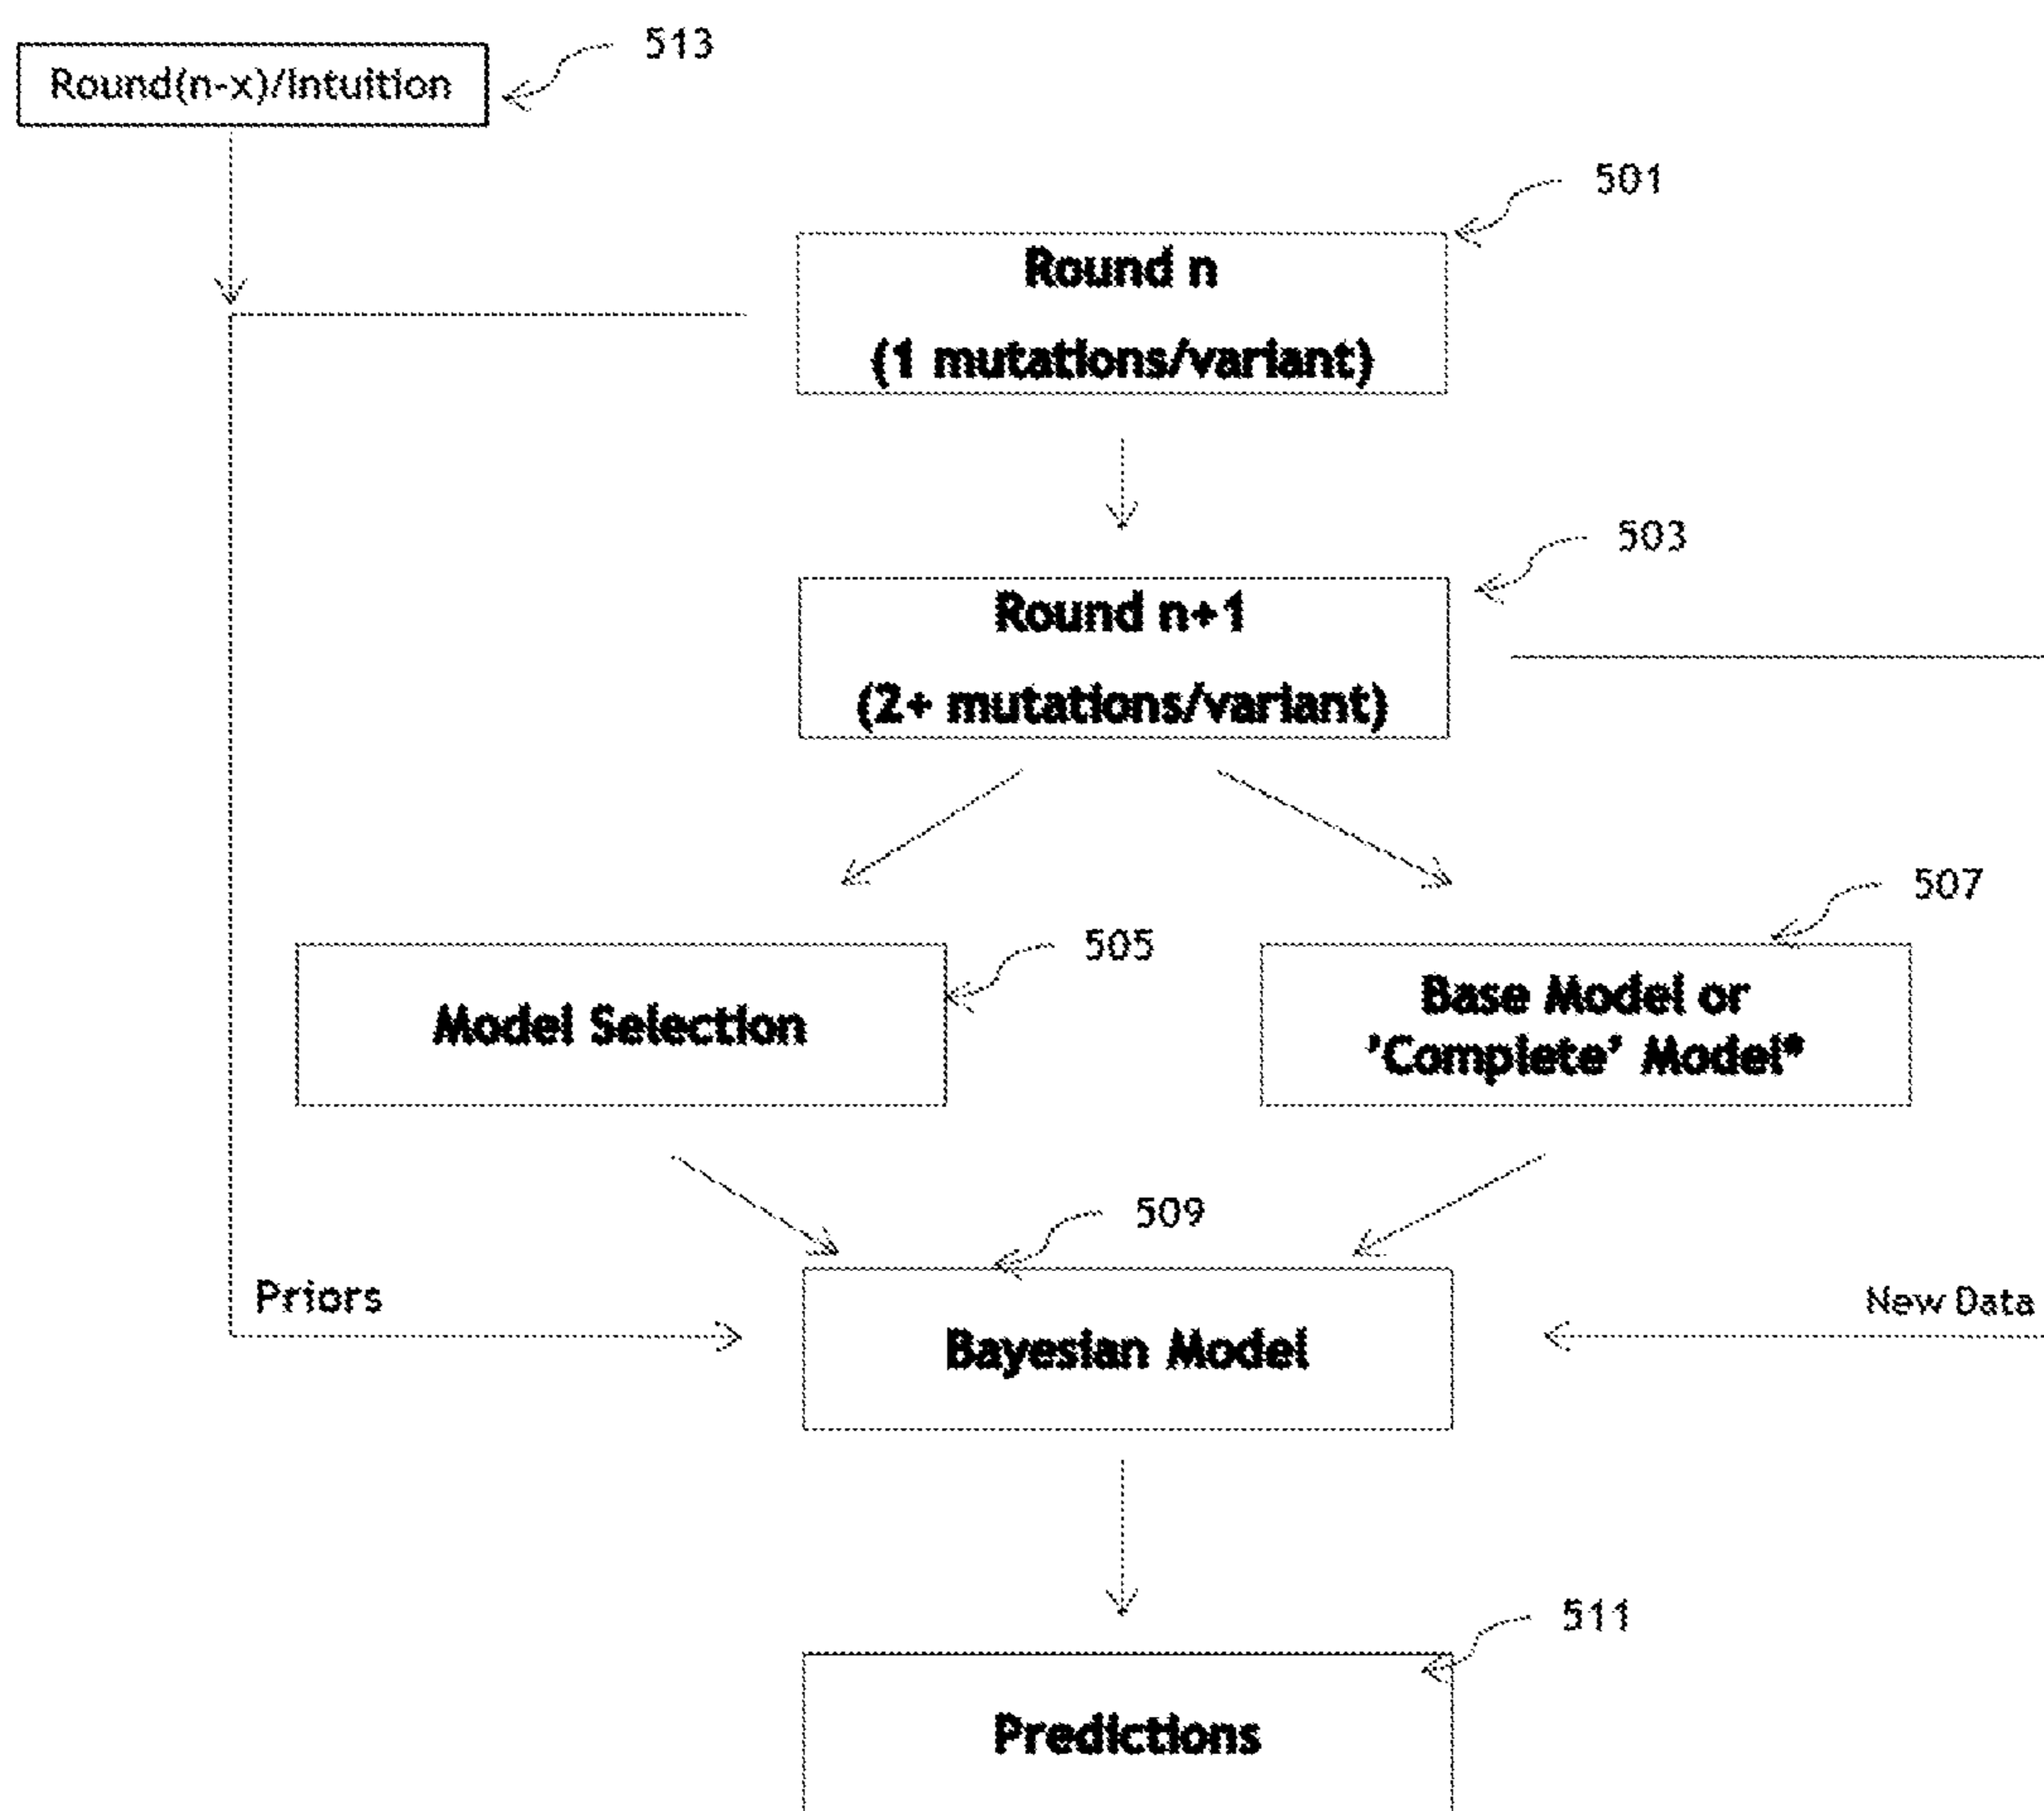 513
Round(n-x)/Intuition
501
Round n
(1 mutations/variant)
503
Round n+1
(2+ mutations/variant)
507
505
Model Selection
Base Model or
'Complete' Model*
509
Priors
New Data
Bayesian Model
511
Predictions